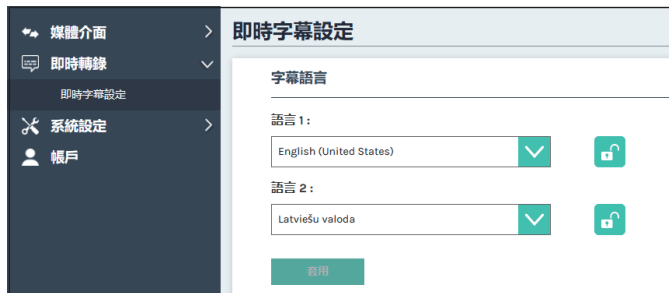 媒體介面
即時轉錄
即時字幕設定
系統設定
帳戶
即時字幕設定
字幕語言
語言 1 :
English (United States)
語言 2 :
Latviešu valoda
套用